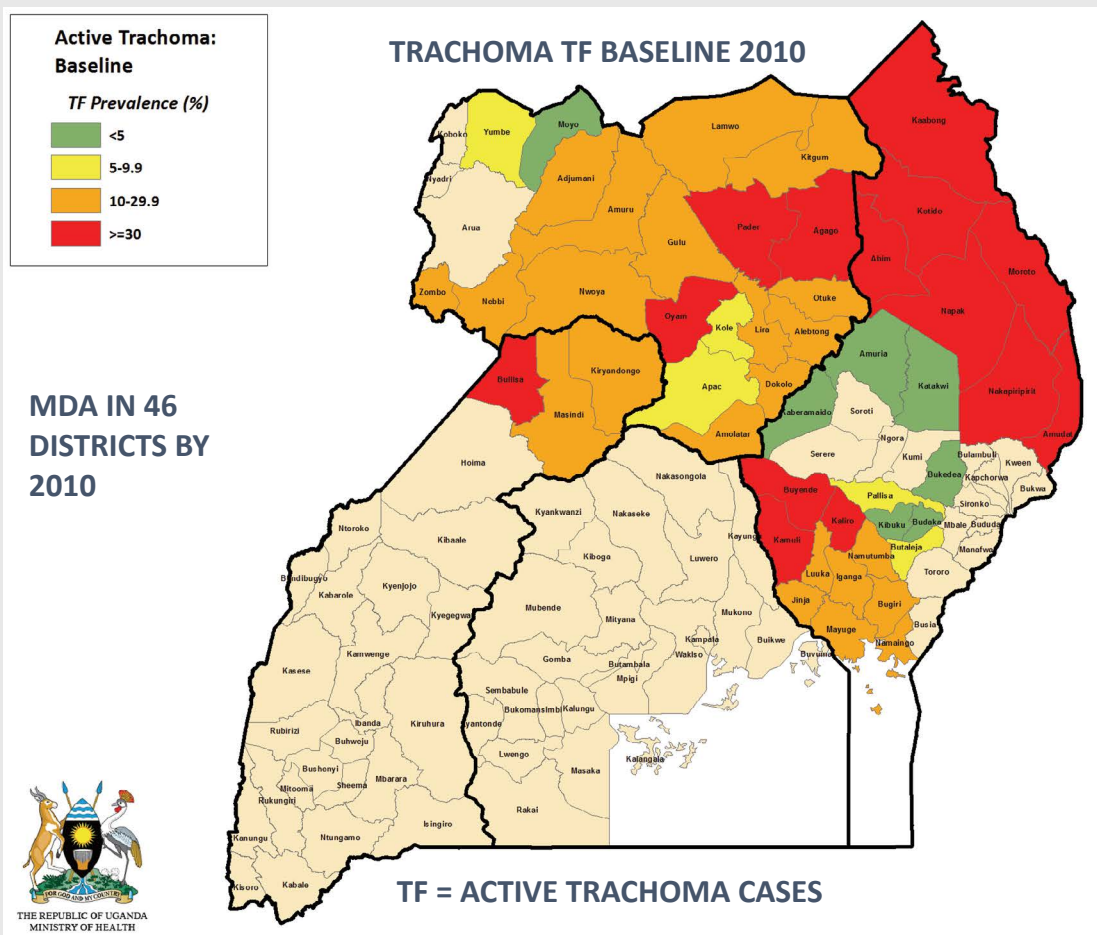 Active Trachoma:
Baseline
TF Prevalence (%)
<5
5-9.9
10-29.9
>=30
TRACHOMA TF BASELINE 2010
MDA IN 46
DISTRICTS BY
2010
Kaabong
Koboko
Yumbe
Moyo
Lamwo
Kitgum
Nyadri
Adjumani
Amuru
Arua
Kotido
Pader
Agago
Gulu
Abim
Moroto
Zombo
Nebbi
Nwoya
Otuke
Napak
Oyam
Kole
Lira
Alebtong
Amuria
Buliisa
Kiryandongo
Apac
Dokolo
Katakwi
Nakapiripirit
Masindi
Kaberamaido
Soroti
Amolatar
Amudat
Ngora
Serere
Kumi
Bulambuli
Kween
Hoima
Bukedea
Kapchorwa
Nakasongola
Bukwa
Buyende
Pallisa
Sironko
Kyankwanzi
Nakaseke
Kaliro
Kibuku
Budaka
Mbale
Bududa
Ntoroko
Kibaale
Kayunga
Kamuli
Butaleja
Manafwa
Kiboga
Luwero
Namutumba
Bundibugyo
Luuka
Iganga
Tororo
Kyenjojo
Kabarole
Kyegegwa
Mubende
Mityana
Mukono
Jinja
Bugiri
Busia
Mayuge
Kampala
Buikwe
Namaingo
Kamwenge
Gomba
Butambala
Wakiso
Buvuma
Kasese
Mpigi
Sembabule
Bukomansimbi
Kalungu
yantonde
Ibanda
Kiruhura
Rubirizi
Buhweju
Lwengo
Kalangala
Bushenyi
Masaka
Mitooma
Sheema
Mbarara
Rukungiri
Rakai
Isingiro
Kanungu
Ntungamo
Kisoro
Kabale
TF = ACTIVE TRACHOMA CASES
FOR GOD AND MY COUNTRY
THE REPUBLIC OF UGANDA
MINISTRY OF HEALTH